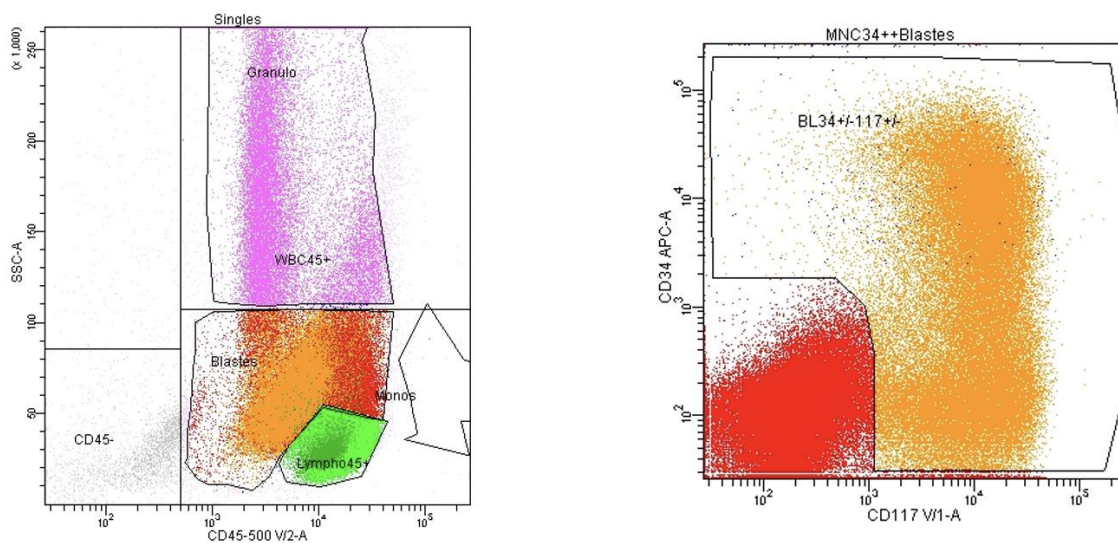 Singles
(x 1,000)
250
200
150
100
50
SSC-A
Granulo
WBC45+
Blastes
Monos
CD45-
Lympho45+
10²
10³
10⁴
10⁵
CD45-500 V/2-A
MNC34++Blastes
10⁵
10⁴
10³
10²
CD34 APC-A
BL34+/-117+/-
10²
10³
10⁴
10⁵
CD117 V/1-A